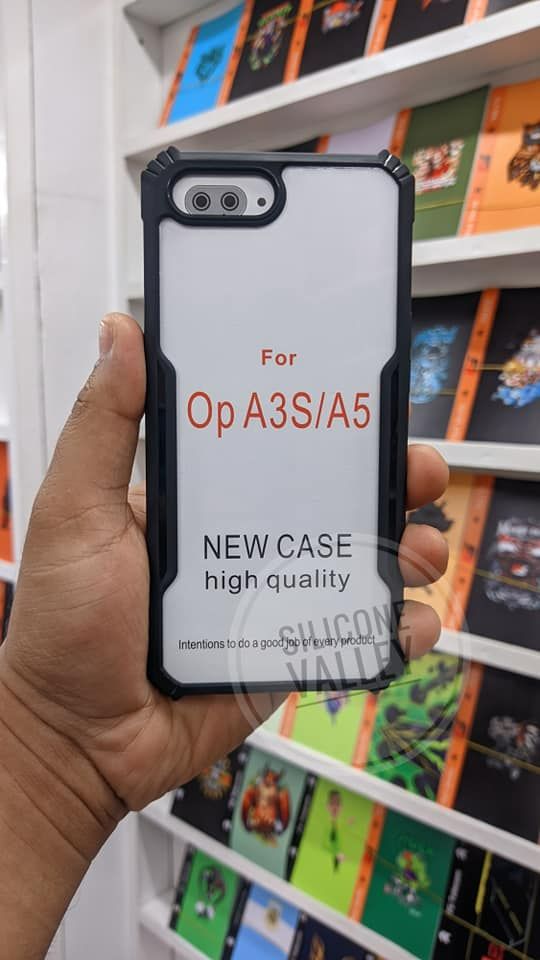 For
Op A3S/A5
NEW CASE
high quality
Intentions to do a good job of every product
SILICONE
VALLEY